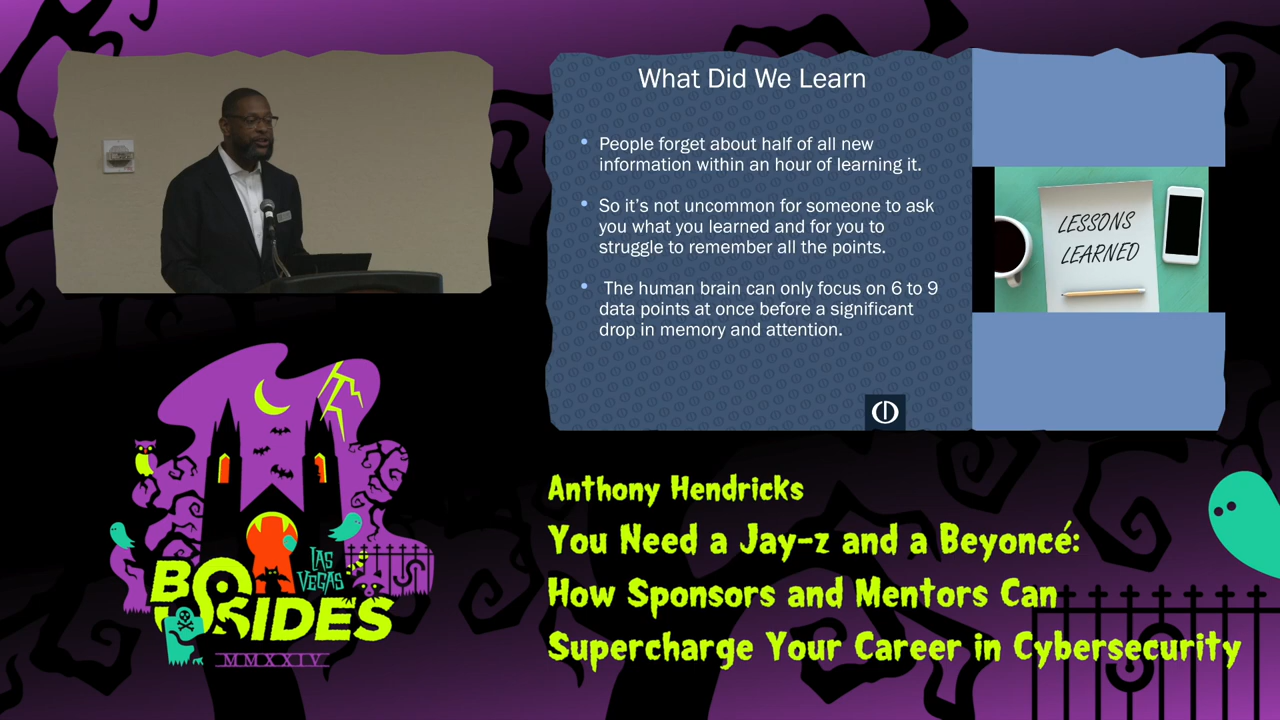 What Did We Learn
• People forget about half of all new
information within an hour of learning it.
• So it’s not uncommon for someone to ask
you what you learned and for you to
struggle to remember all the points.
• The human brain can only focus on 6 to 9
data points at once before a significant
drop in memory and attention.
LESSONS
LEARNED
Anthony Hendricks
You Need a Jay-z and a Beyoncé:
How Sponsors and Mentors Can
Supercharge Your Career in Cybersecurity
LAS
VEGAS
BSIDES
MMXXIV